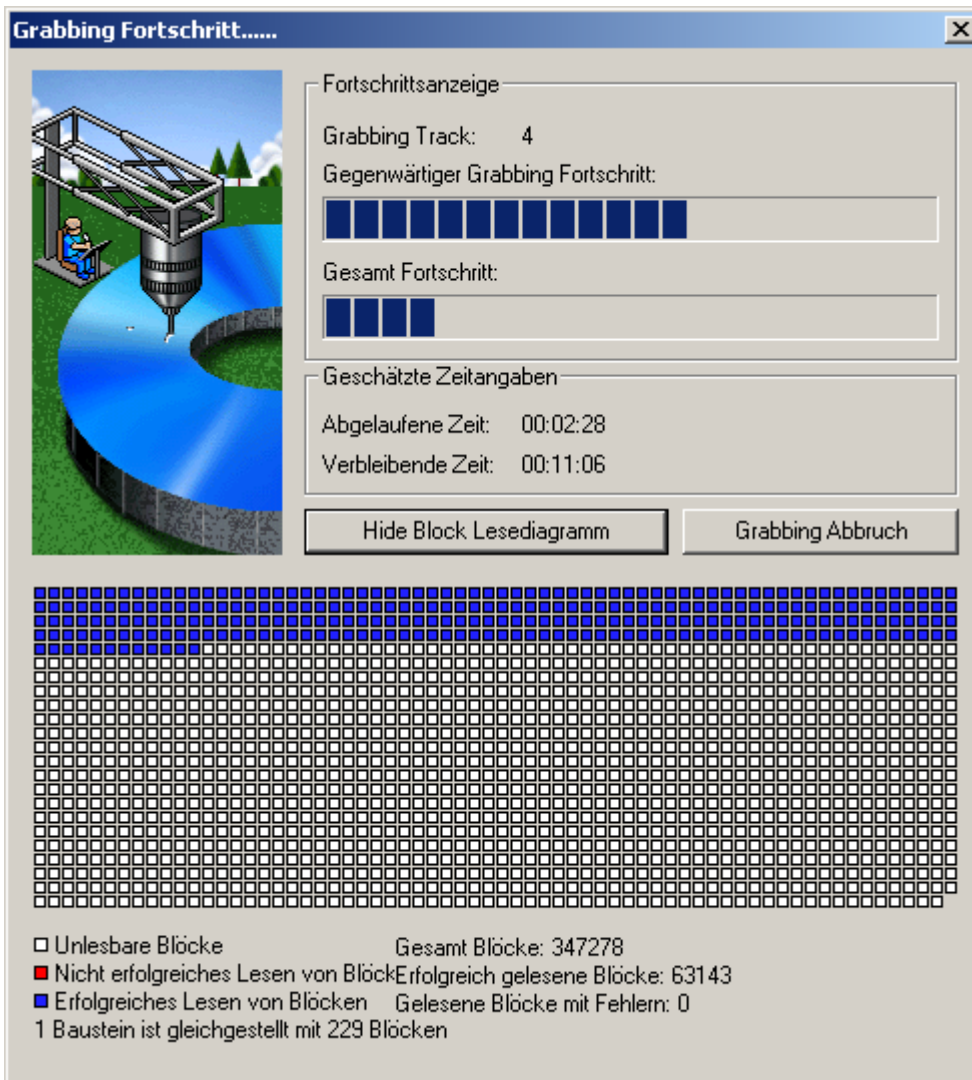 Grabbing Fortschritt......
Fortschrittsanzeige
Grabbing Track: 4
Gegenwärtiger Grabbing Fortschritt:
Gesamt Fortschritt:
Geschätzte Zeitangaben
Abgelaufene Zeit: 00:02:28
Verbleibende Zeit: 00:11:06
Hide Block Lesediagramm
Grabbing Abbruch
Unlesbare Blöcke
Gesamt Blöcke: 347278
Nicht erfolgreiches Lesen von Blöck
Erfolgreich gelesene Blöcke: 63143
Erfolgreiches Lesen von Blöcken
Gelesene Blöcke mit Fehlern: 0
1 Baustein ist gleichgestellt mit 229 Blöcken